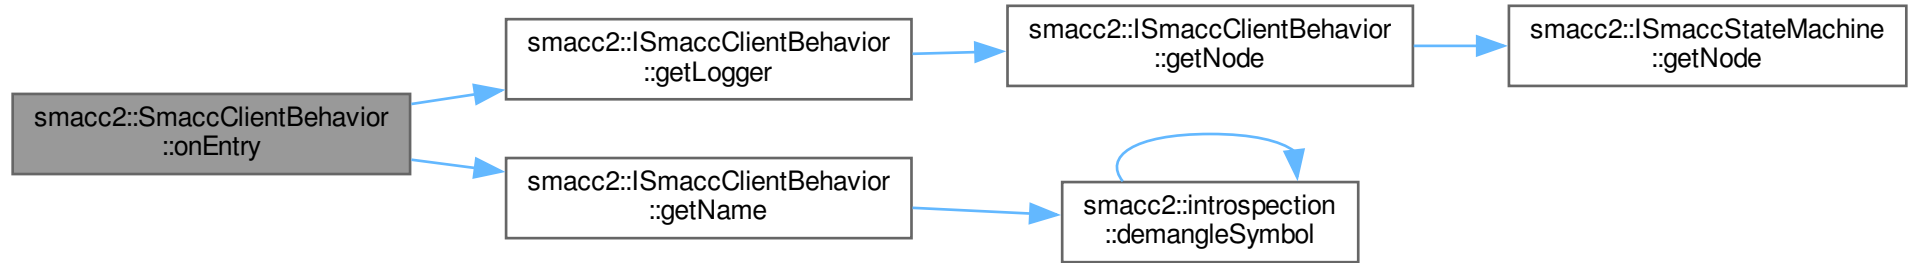 smacc2::SmaccClientBehavior
::onEntry
smacc2::ISmaccClientBehavior
::getLogger
smacc2::ISmaccClientBehavior
::getNode
smacc2::ISmaccStateMachine
::getNode
smacc2::ISmaccClientBehavior
::getName
smacc2::introspection
::demangleSymbol